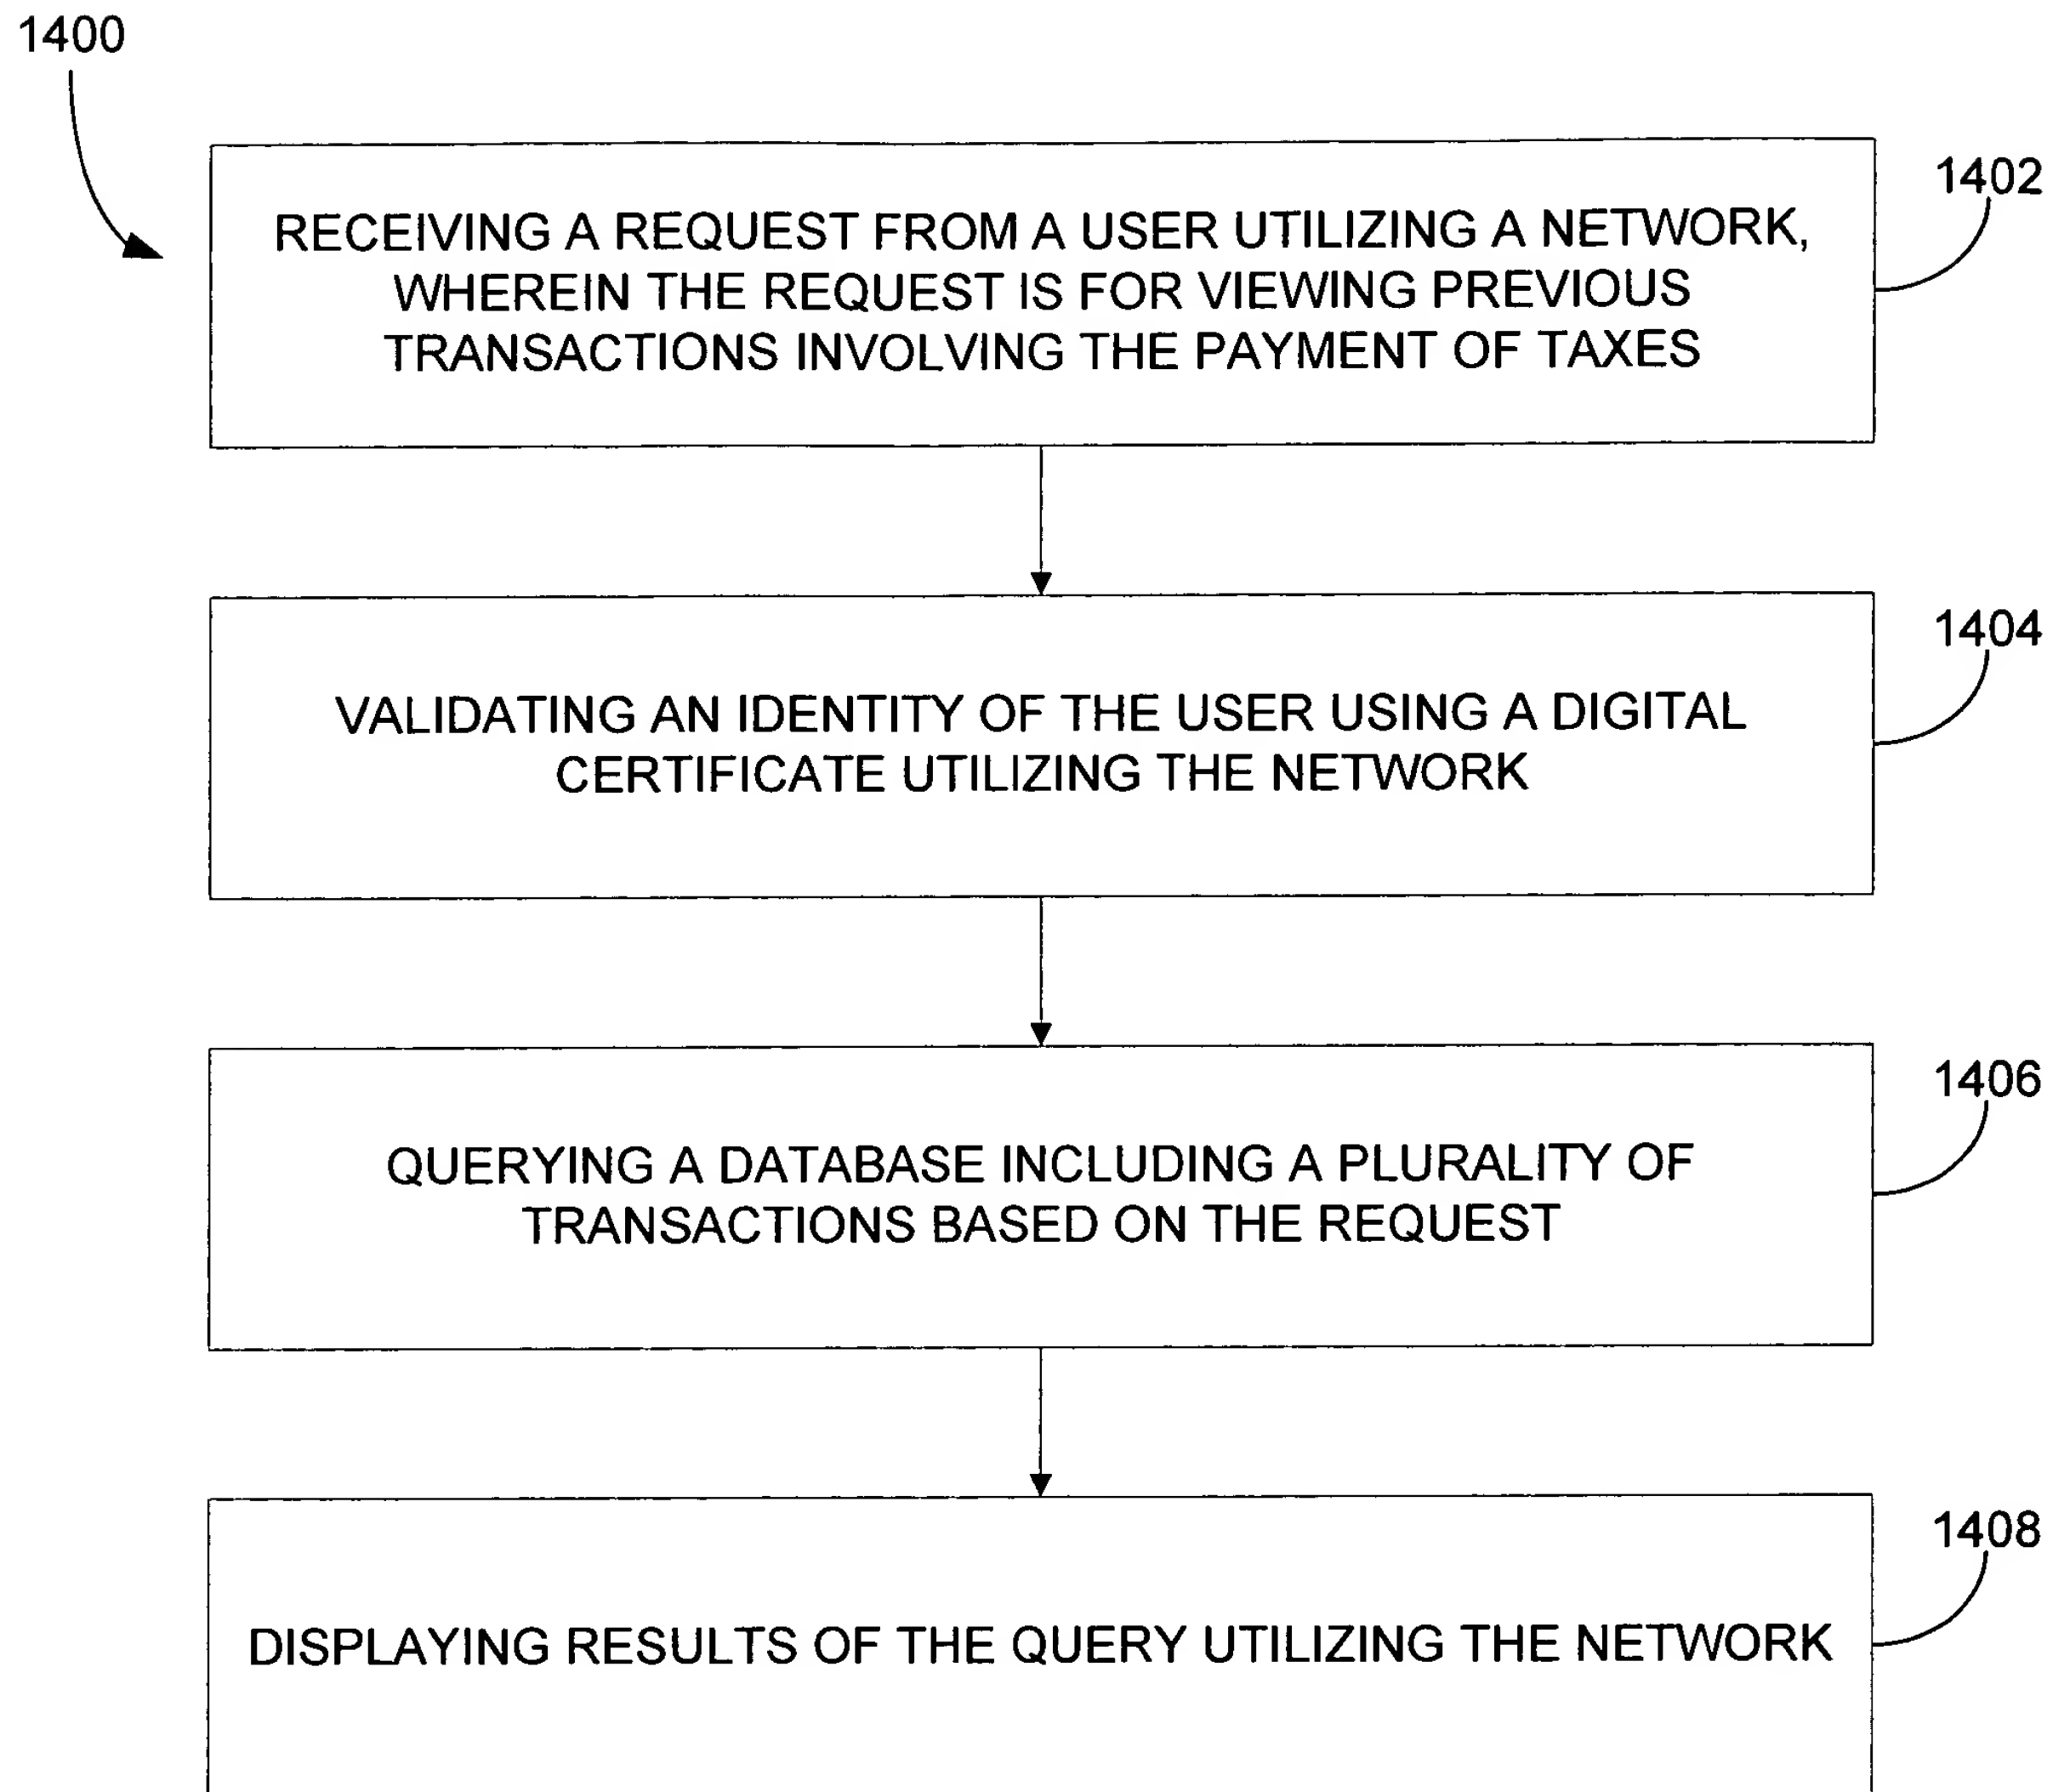 1400
1402
RECEIVING A REQUEST FROM A USER UTILIZING A NETWORK,
WHEREIN THE REQUEST IS FOR VIEWING PREVIOUS
TRANSACTIONS INVOLVING THE PAYMENT OF TAXES
1404
VALIDATING AN IDENTITY OF THE USER USING A DIGITAL
CERTIFICATE UTILIZING THE NETWORK
1406
QUERYING A DATABASE INCLUDING A PLURALITY OF
TRANSACTIONS BASED ON THE REQUEST
1408
DISPLAYING RESULTS OF THE QUERY UTILIZING THE NETWORK